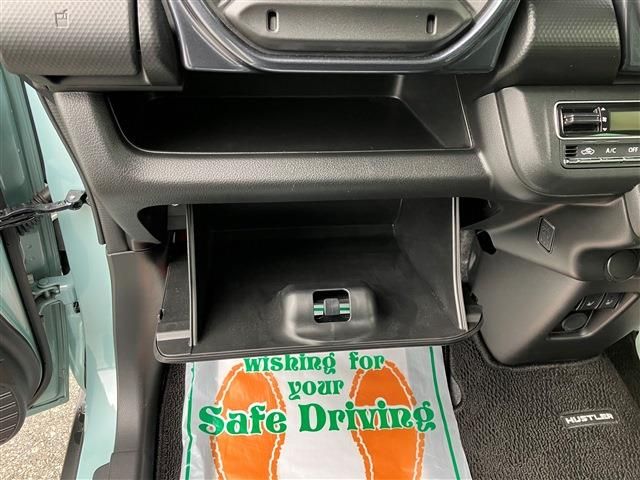 A/C OFF
WISHING FOR
YOUR
Safe Driving
HUSTLER